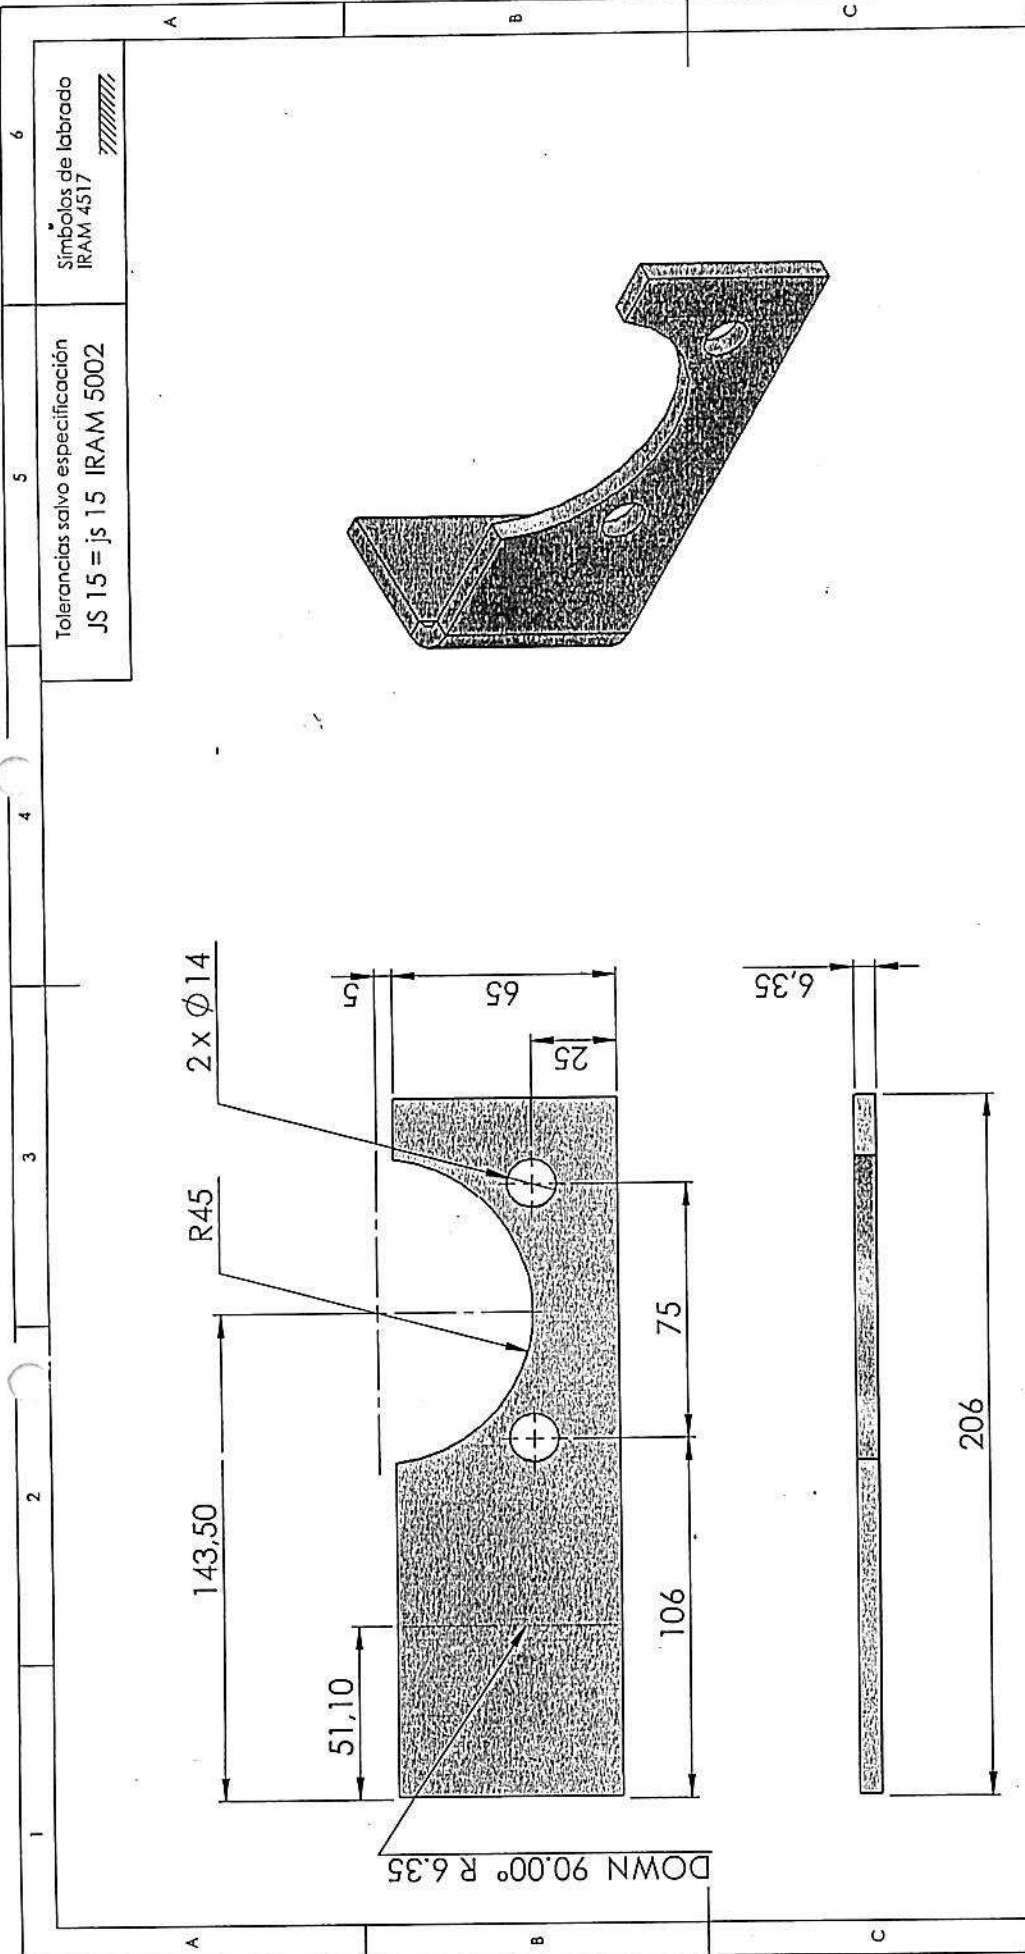 1
2
3
4
5
6
A
B
C
A
B
C
Tolerancias salvo especificación
JS 15 = js 15 IRAM 5002
Símbolos de labrado
IRAM 4517
143,50
R45
2 x Ø 14
51,10
5
65
25
75
106
DOWN 90.00° R 6.35
6,35
206